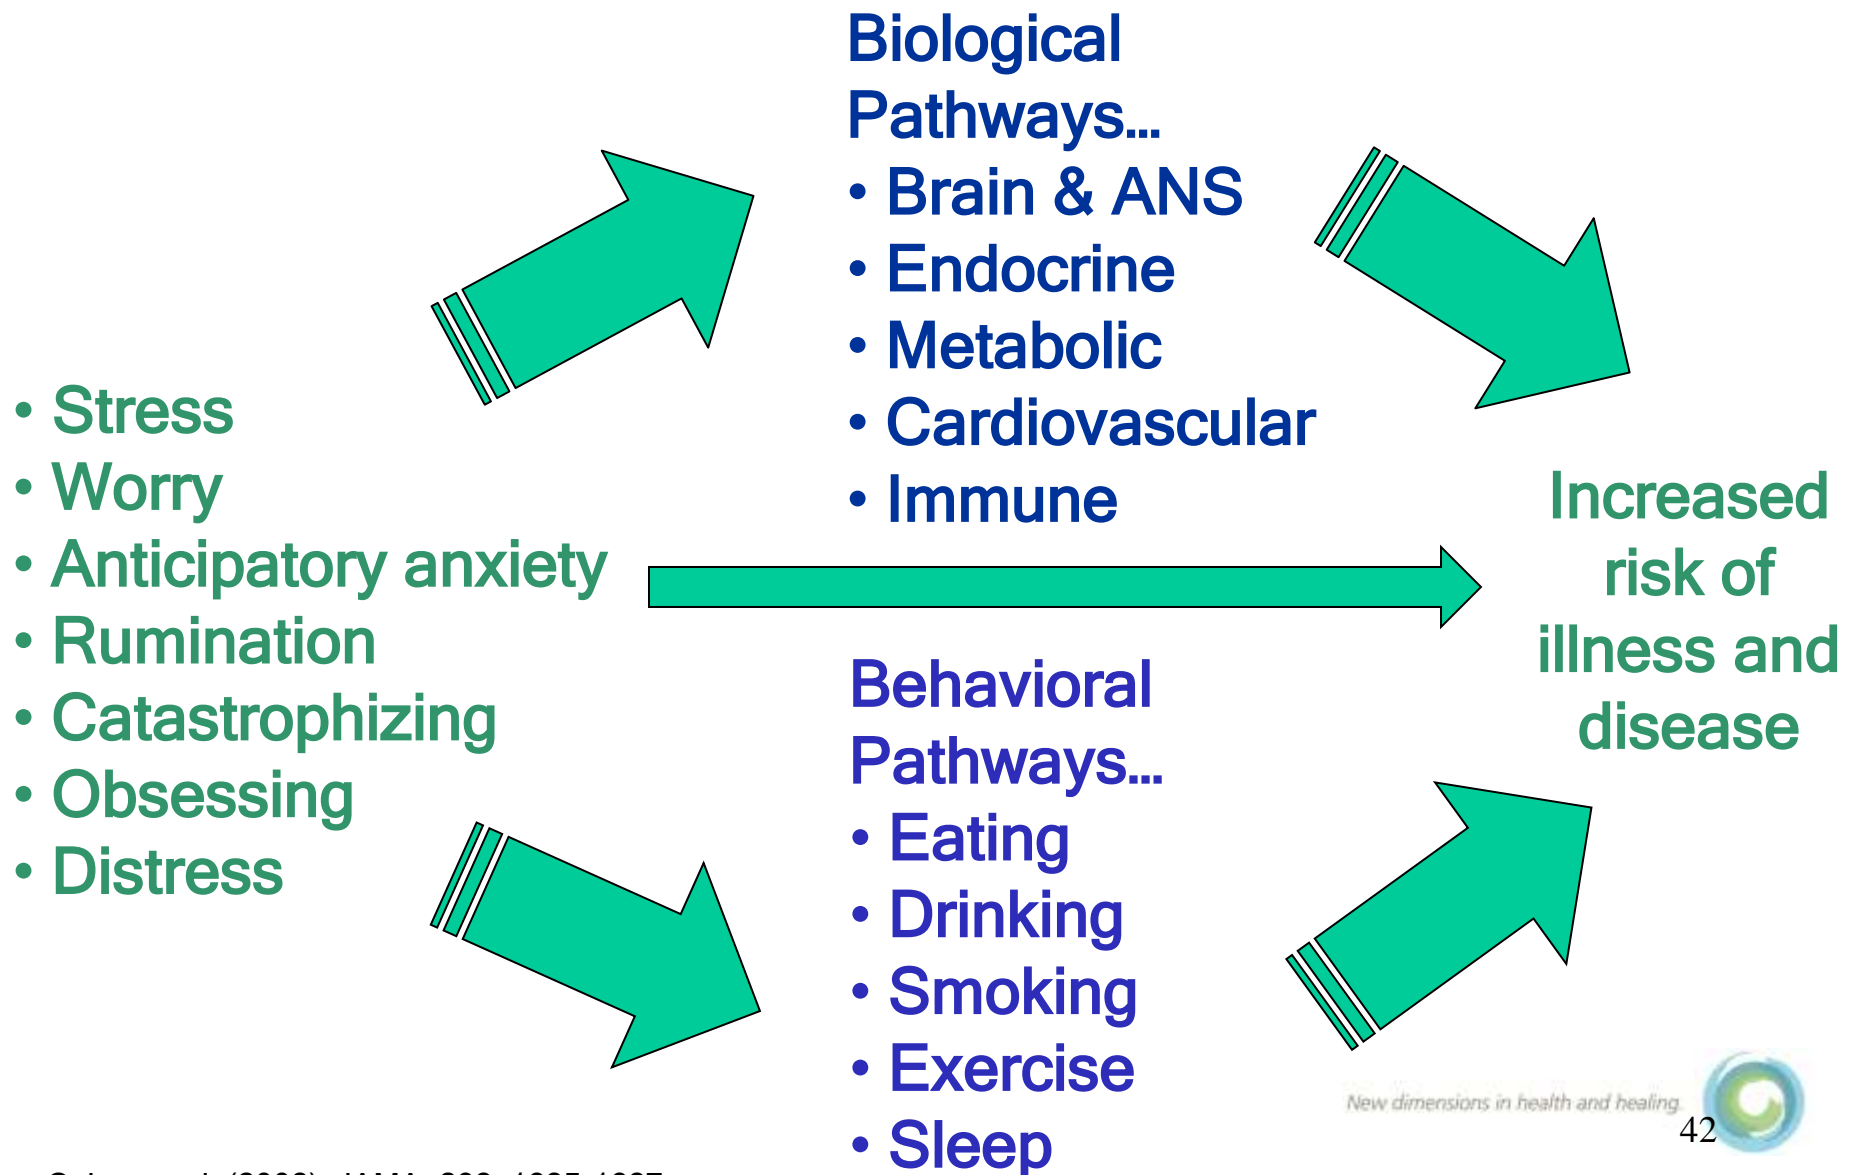 Biological
Pathways...
• Brain & ANS
• Endocrine
• Metabolic
• Cardiovascular
• Immune
• Stress
• Worry
• Anticipatory anxiety
• Rumination
• Catastrophizing
• Obsessing
• Distress
Increased
risk of
illness and
disease
Behavioral
Pathways...
• Eating
• Drinking
• Smoking
• Exercise
• Sleep
New dimensions in health and healing.
42